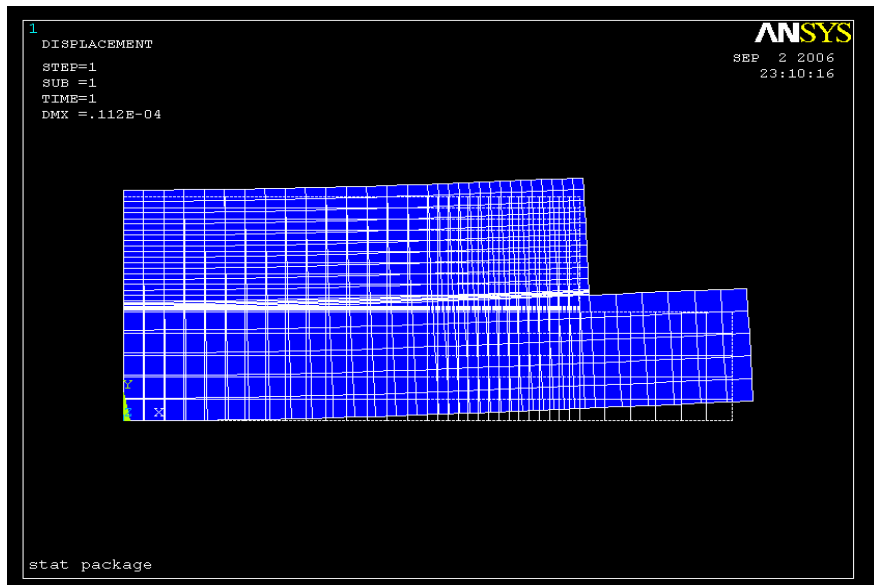 1
ANSYS
DISPLACEMENT
SEP 2 2006
23:10:16
STEP=1
SUB =1
TIME=1
DMX =.112E-04
Y
X
stat package